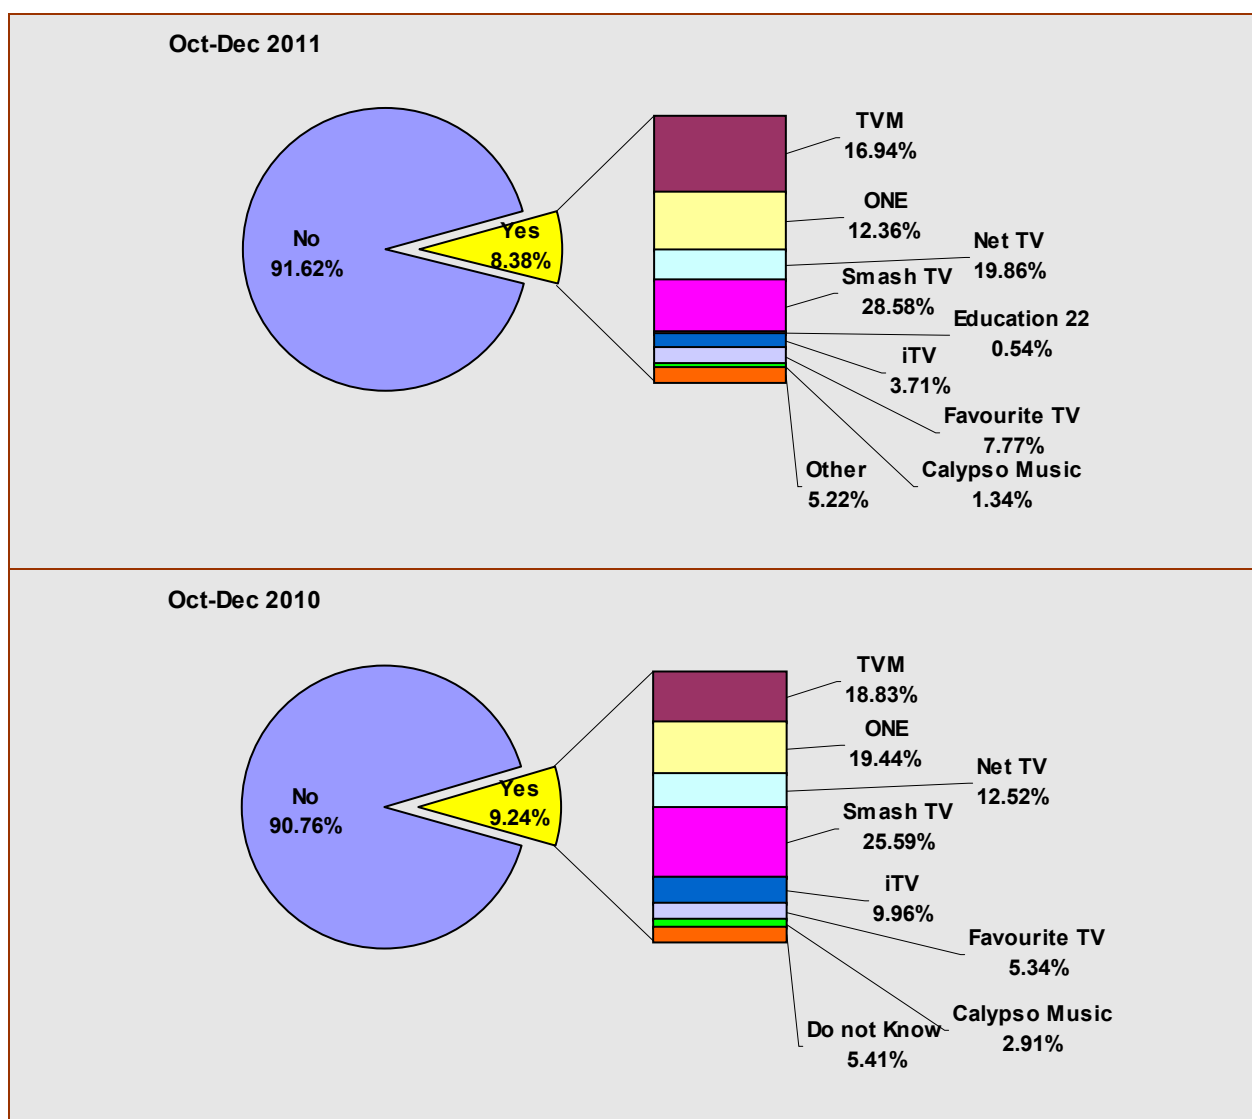 Oct-Dec 2011
No
91.62%
Yes
8.38%
TVM
16.94%
ONE
12.36%
Net TV
19.86%
Smash TV
28.58%
Education 22
0.54%
iTV
3.71%
Favourite TV
7.77%
Calypso Music
1.34%
Other
5.22%
Oct-Dec 2010
No
90.76%
Yes
9.24%
TVM
18.83%
ONE
19.44%
Net TV
12.52%
Smash TV
25.59%
iTV
9.96%
Favourite TV
5.34%
Calypso Music
2.91%
Do not Know
5.41%